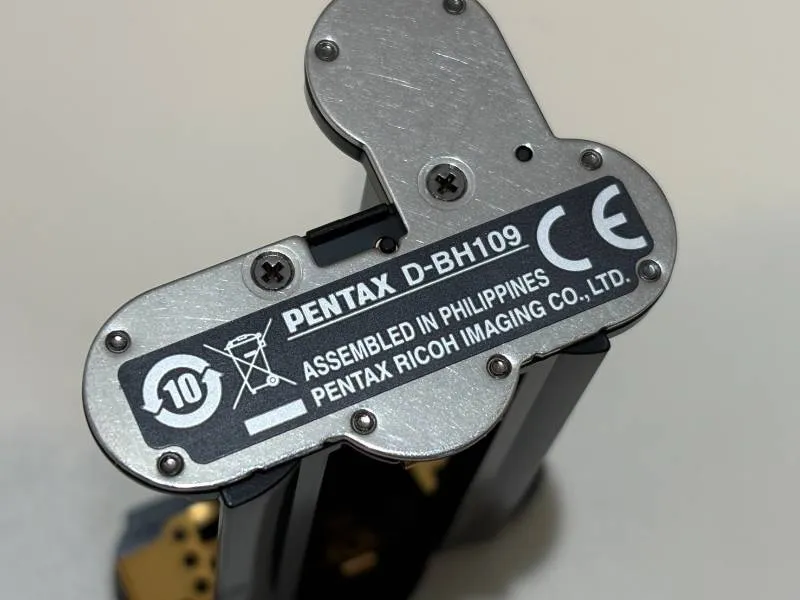 PENTAX D-BH109
CE
ASSEMBLED IN PHILIPPINES
PENTAX RICOH IMAGING CO., LTD.
10